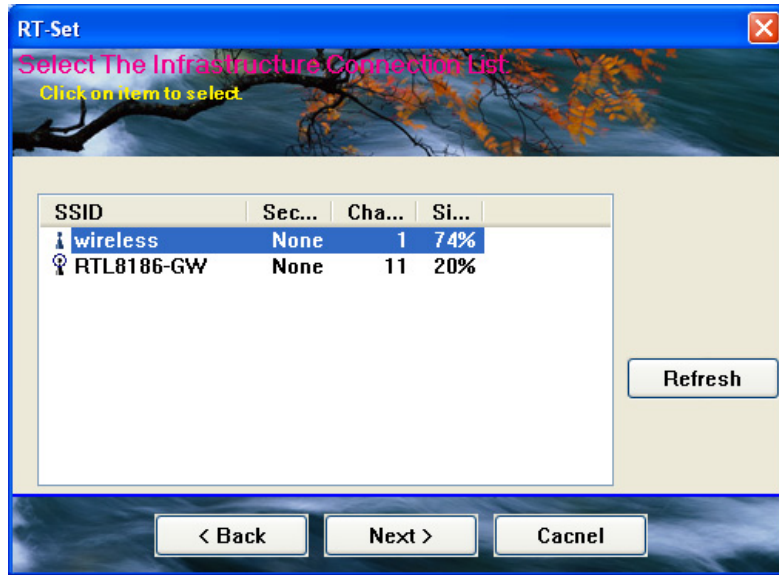 RT-Set
Select The Infrastructure Connection List.
Click on item to select.
SSID Sec... Cha... Si...
wireless None 1 74%
RTL8186-GW None 11 20%
Refresh
< Back Next > Cacnel